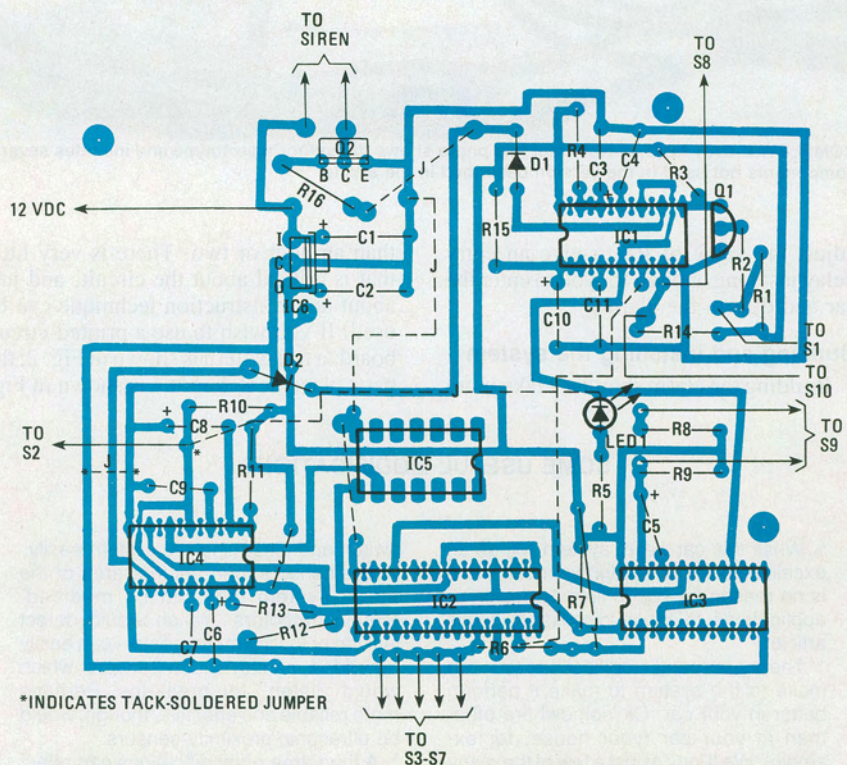 TO
SIREN
TO
S8
Q2
B C E
R16
12 VDC
I
G
O
IC6
C1
C2
J
D1
R15
R4
C3
C4
R3
Q1
IC1
R2
R1
C10
C11
R14
TO
S1
TO
S10
D2
R10
C8
TO
S2
*
J
*
C9
R11
IC5
LED1
R8
R9
TO
S9
R5
C5
IC4
J
R13
C6
C7
R12
IC2
R7
J
IC3
R6
*INDICATES TACK-SOLDERED JUMPER
TO
S3-S7